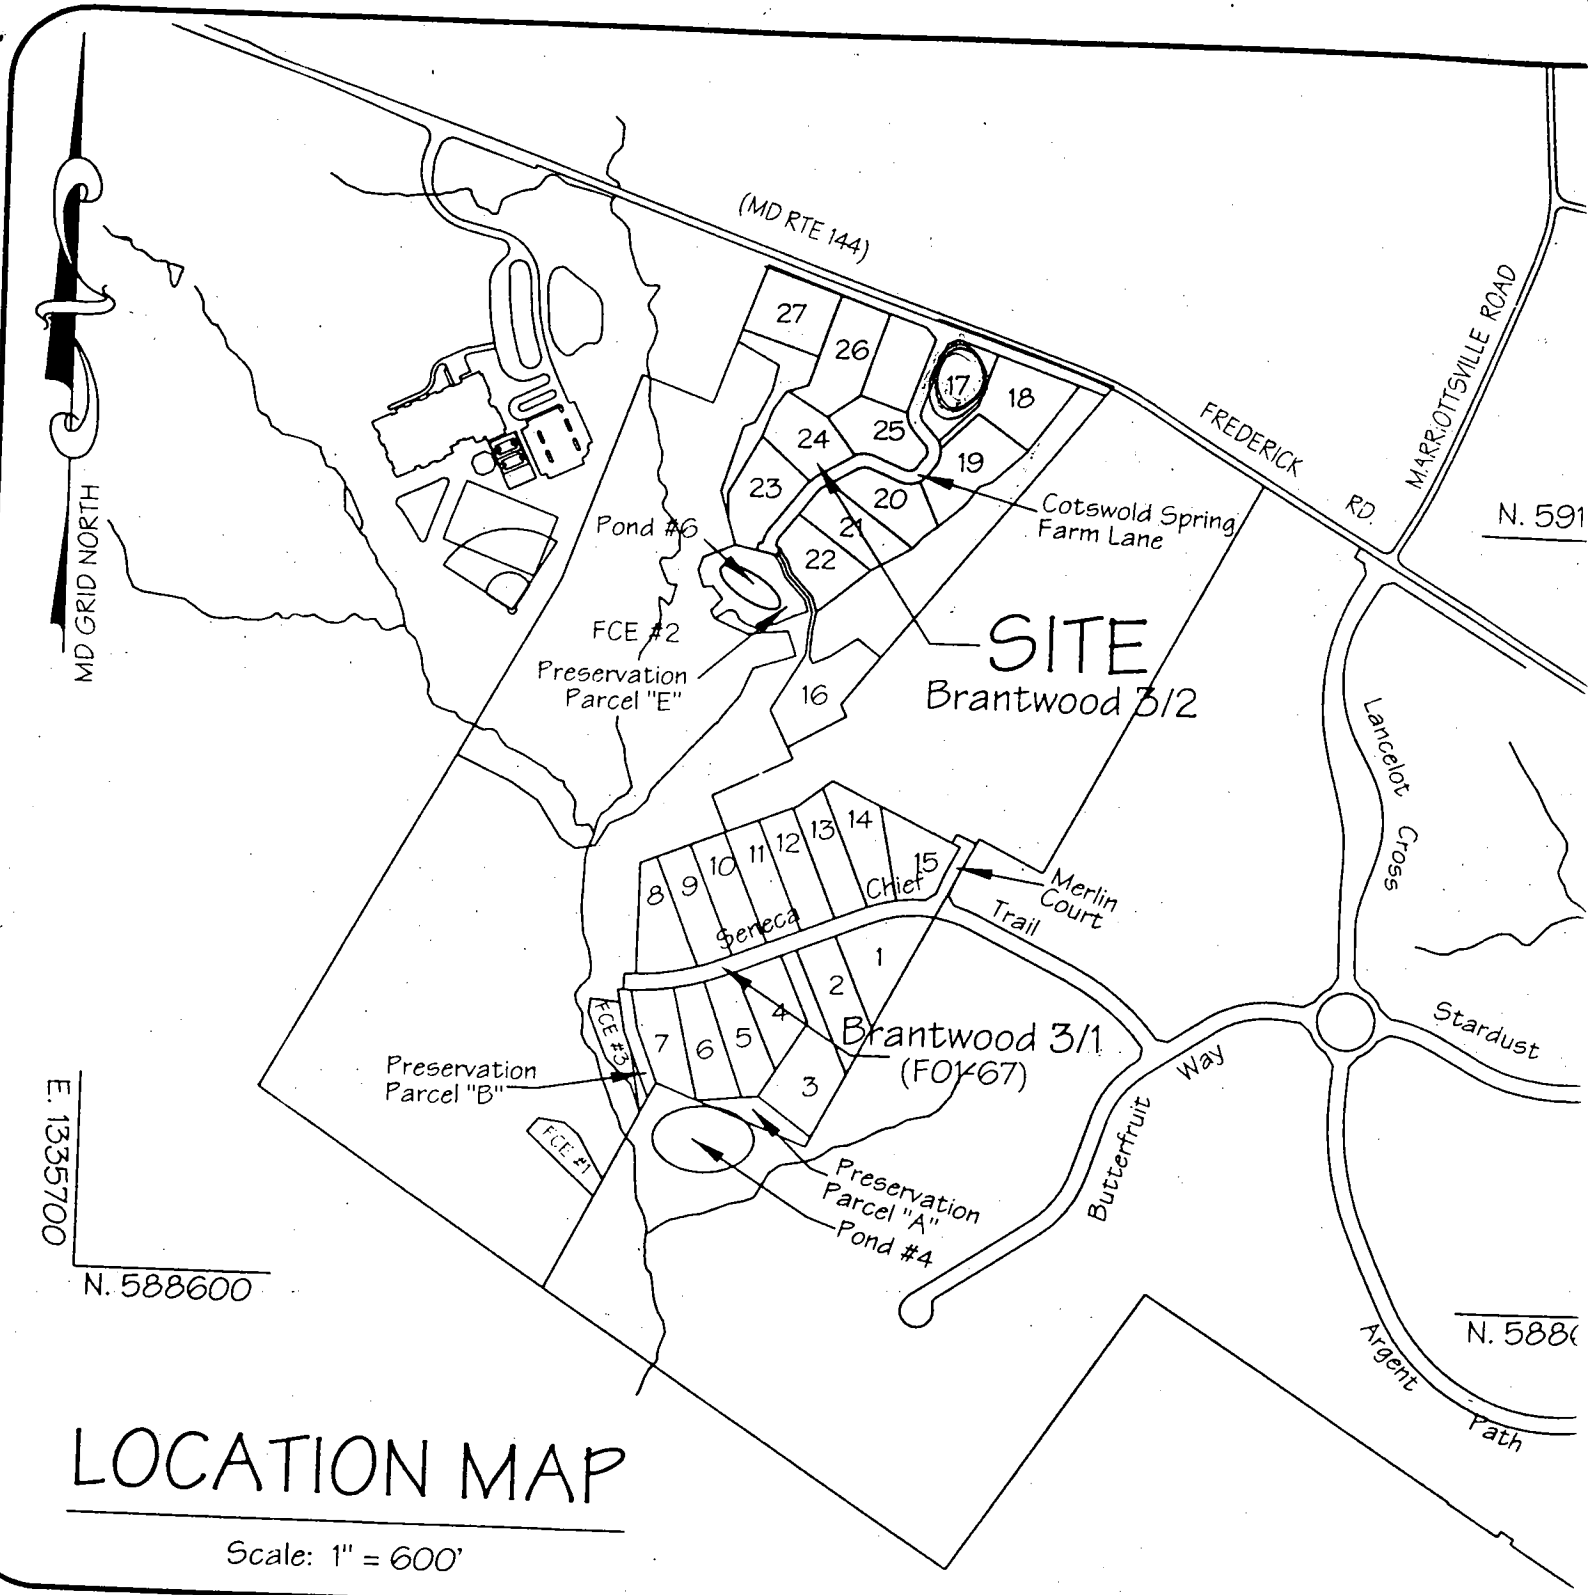 (MD RTE 144)
MARRIOTTSVILLE ROAD
FREDERICK
RD.
N. 591
MD GRID NORTH
27
26
17
18
25
24
19
23
20
21
22
Cotswold Spring
Farm Lane
Pond #6
FCE #2
Preservation
Parcel "E"
16
SITE
Brantwood 3/2
Lancelot
Cross
14
13
12
11
10
9
8
15
Chief
Seneca
Trail
Merlin
Court
1
2
4
5
6
7
3
FCE #3
Brantwood 3/1
(F01-67)
Preservation
Parcel "B"
FCE #1
Stardust
Way
Butterfruit
Preservation
Parcel "A"
Pond #4
E. 1335700
N. 588600
N. 588
Argent
Path
LOCATION MAP
Scale: 1" = 600'